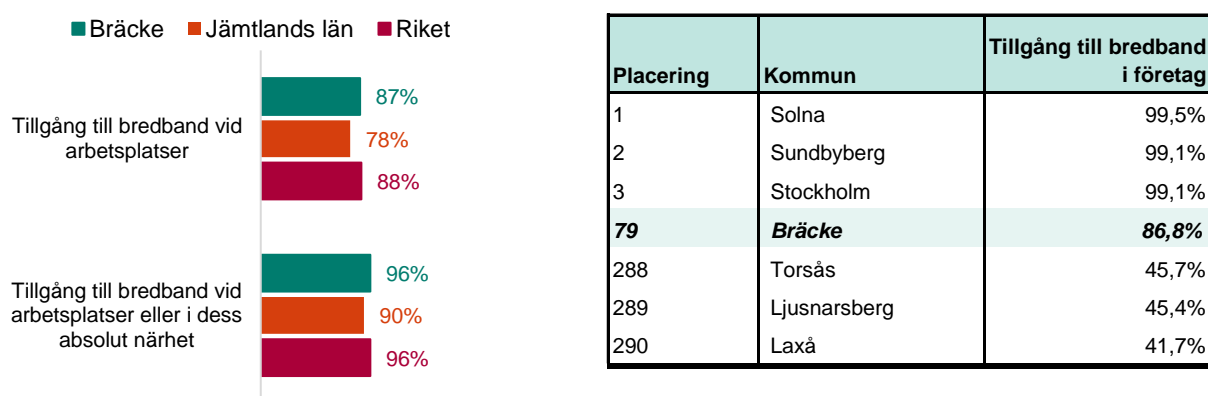 Bräcke Jämtlands län Riket
Tillgång till bredband vid
arbetsplatser
87%
78%
88%
Tillgång till bredband vid
arbetsplatser eller i dess
absolut närhet
96%
90%
96%
Placering Kommun Tillgång till bredband
i företag
1 Solna 99,5%
2 Sundbyberg 99,1%
3 Stockholm 99,1%
79 Bräcke 86,8%
288 Torsås 45,7%
289 Ljusnarsberg 45,4%
290 Laxå 41,7%